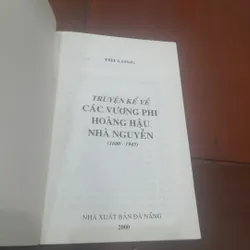 TRUYỆN KỂ VỀ
CÁC VƯƠNG PHI
HOÀNG HẬU
NHÀ NGUYỄN
NHÀ XUẤT BẢN ĐÀ NẴNG
2000